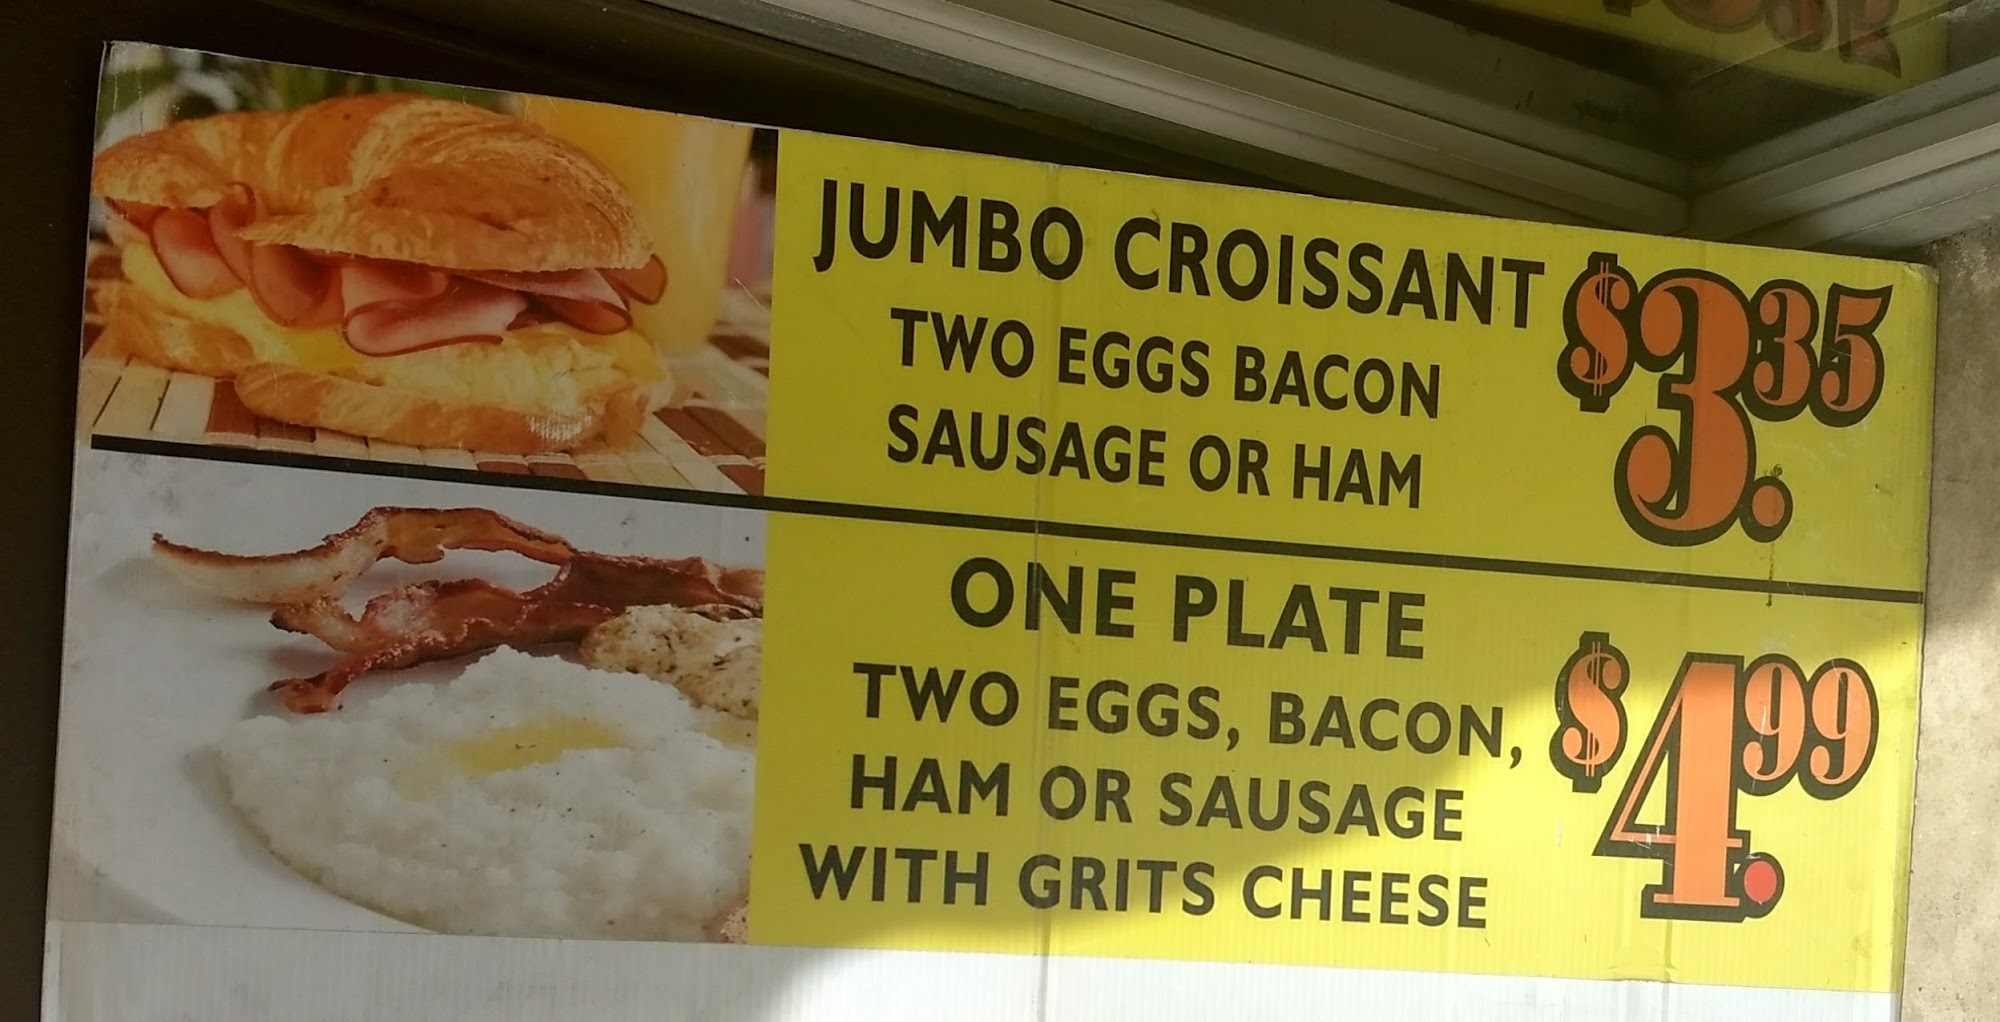 JUMBO CROISSANT $3.35
TWO EGGS BACON
SAUSAGE OR HAM
ONE PLATE
TWO EGGS, BACON, $4.99
HAM OR SAUSAGE
WITH GRITS CHEESE